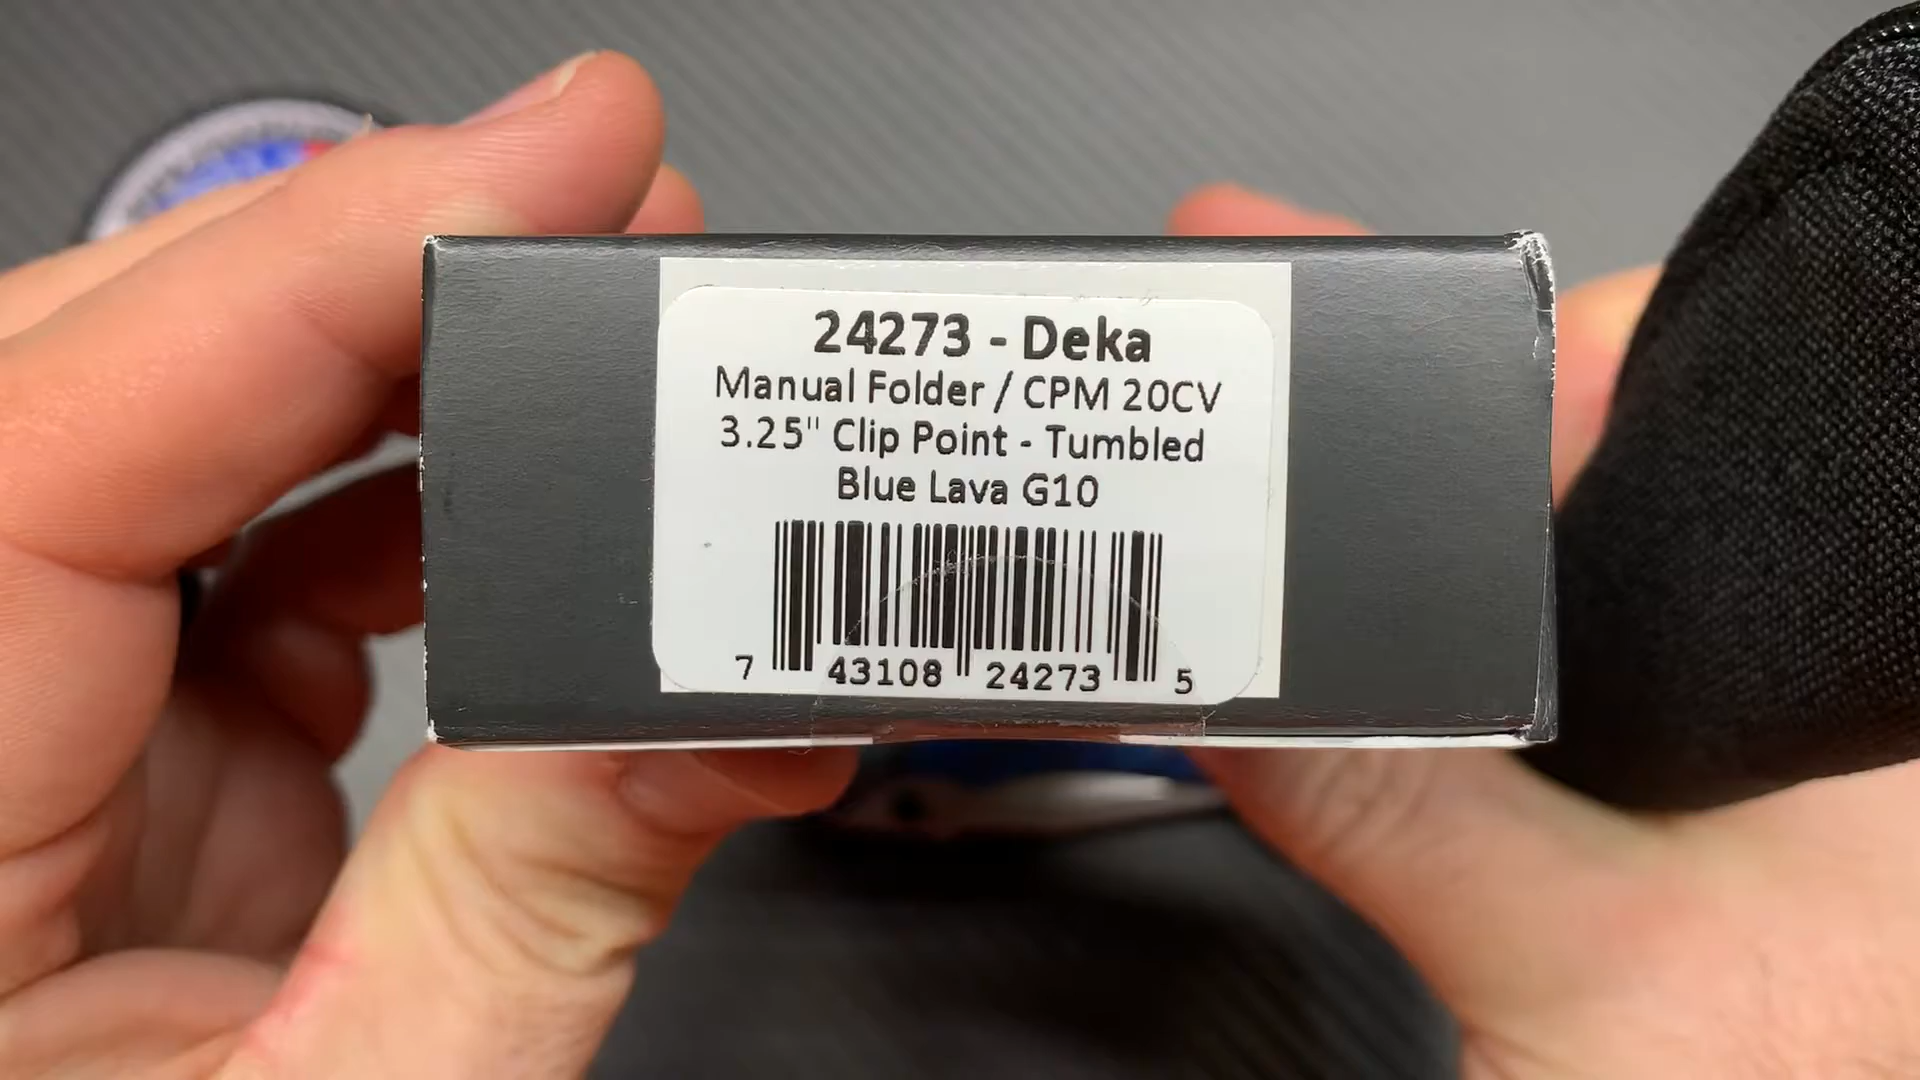 24273 - Deka
Manual Folder / CPM 20CV
3.25" Clip Point - Tumbled
Blue Lava G10
7 43108 24273 5